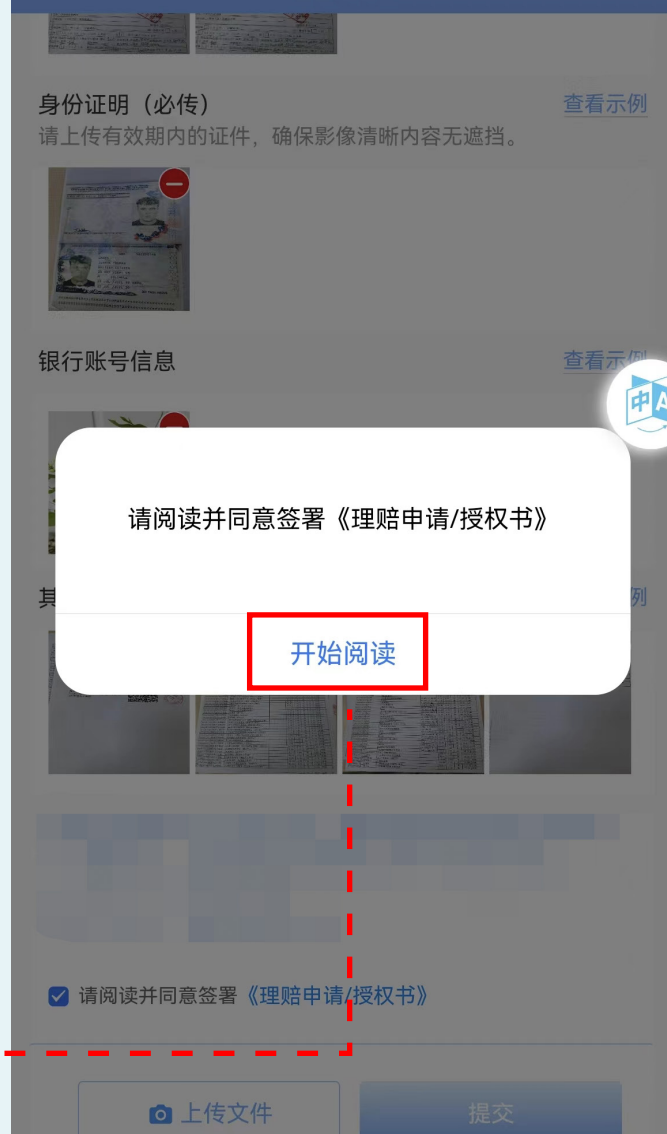 身份证明（必传）
查看示例
请上传有效期内的证件，确保影像清晰内容无遮挡。
银行账号信息
查看示例
中A
请阅读并同意签署《理赔申请/授权书》
其
例
开始阅读
请阅读并同意签署《理赔申请/授权书》
上传文件
提交